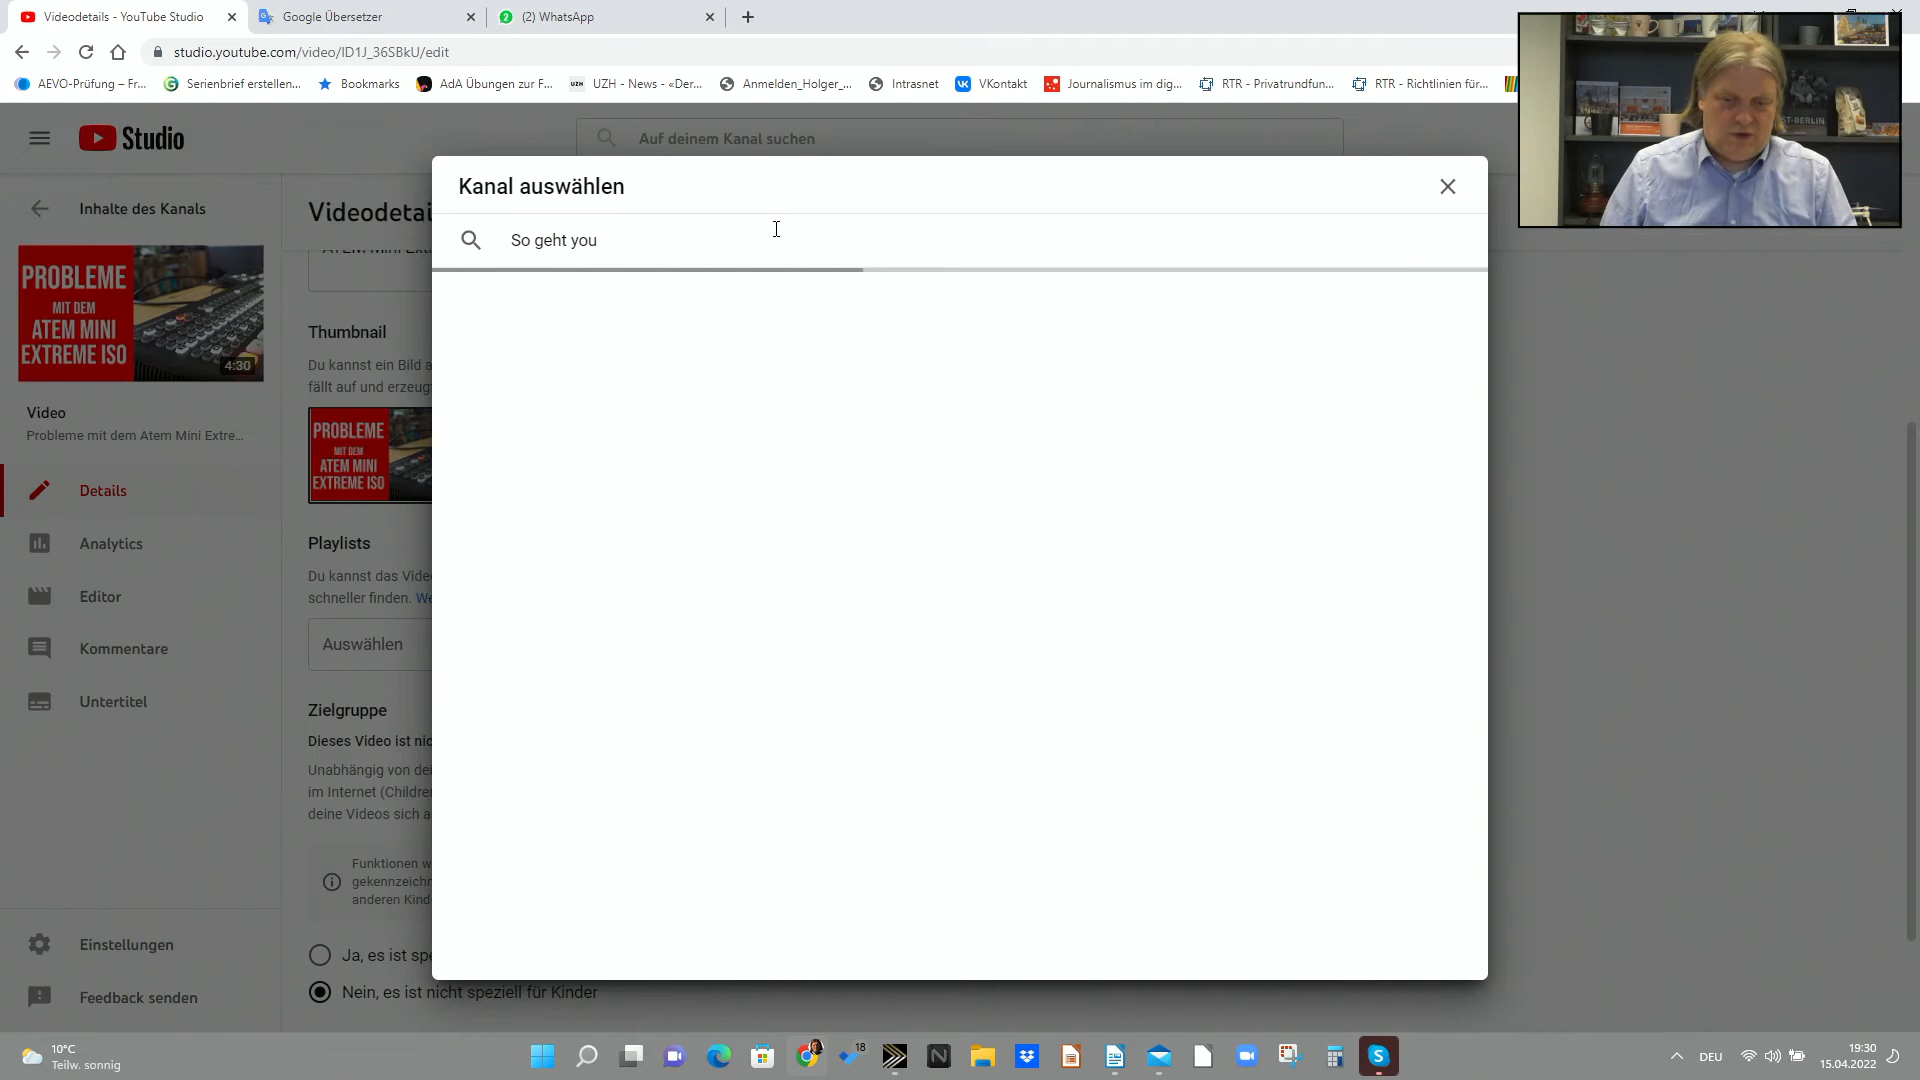 Videodetails - YouTube Studio
Google Übersetzer
(2) WhatsApp
studio.youtube.com/video/lD1J_36SBkU/edit
AEVO-Prüfung – Fr...
Serienbrief erstellen...
Bookmarks
AdA Übungen zur F...
UZH - News - «Der...
Anmelden_Holger_...
Intrasnet
VKontakt
Journalismus im dig...
RTR - Privatrundfun...
RTR - Richtlinien für...
ST-BERLIN
Studio
Auf deinem Kanal suchen
Kanal auswählen
So geht you
Inhalte des Kanals
Videodetai
PROBLEME
MIT DEM
ATEM MINI
EXTREME ISO
4:30
Video
Probleme mit dem Atem Mini Extre...
Details
Analytics
Editor
Kommentare
Untertitel
Einstellungen
Feedback senden
Thumbnail
Du kannst ein Bild a
fällt auf und erzeug
PROBLEME
MIT DEM
ATEM MINI
EXTREME ISO
Playlists
Du kannst das Vide
schneller finden. We
Auswählen
Zielgruppe
Dieses Video ist nic
Unabhängig von dei
im Internet (Childre
deine Videos sich a
Funktionen w
gekennzeichn
anderen Kind
Ja, es ist spe
Nein, es ist nicht speziell für Kinder
10°C
Teilw. sonnig
18
DEU
19:30
15.04.2022